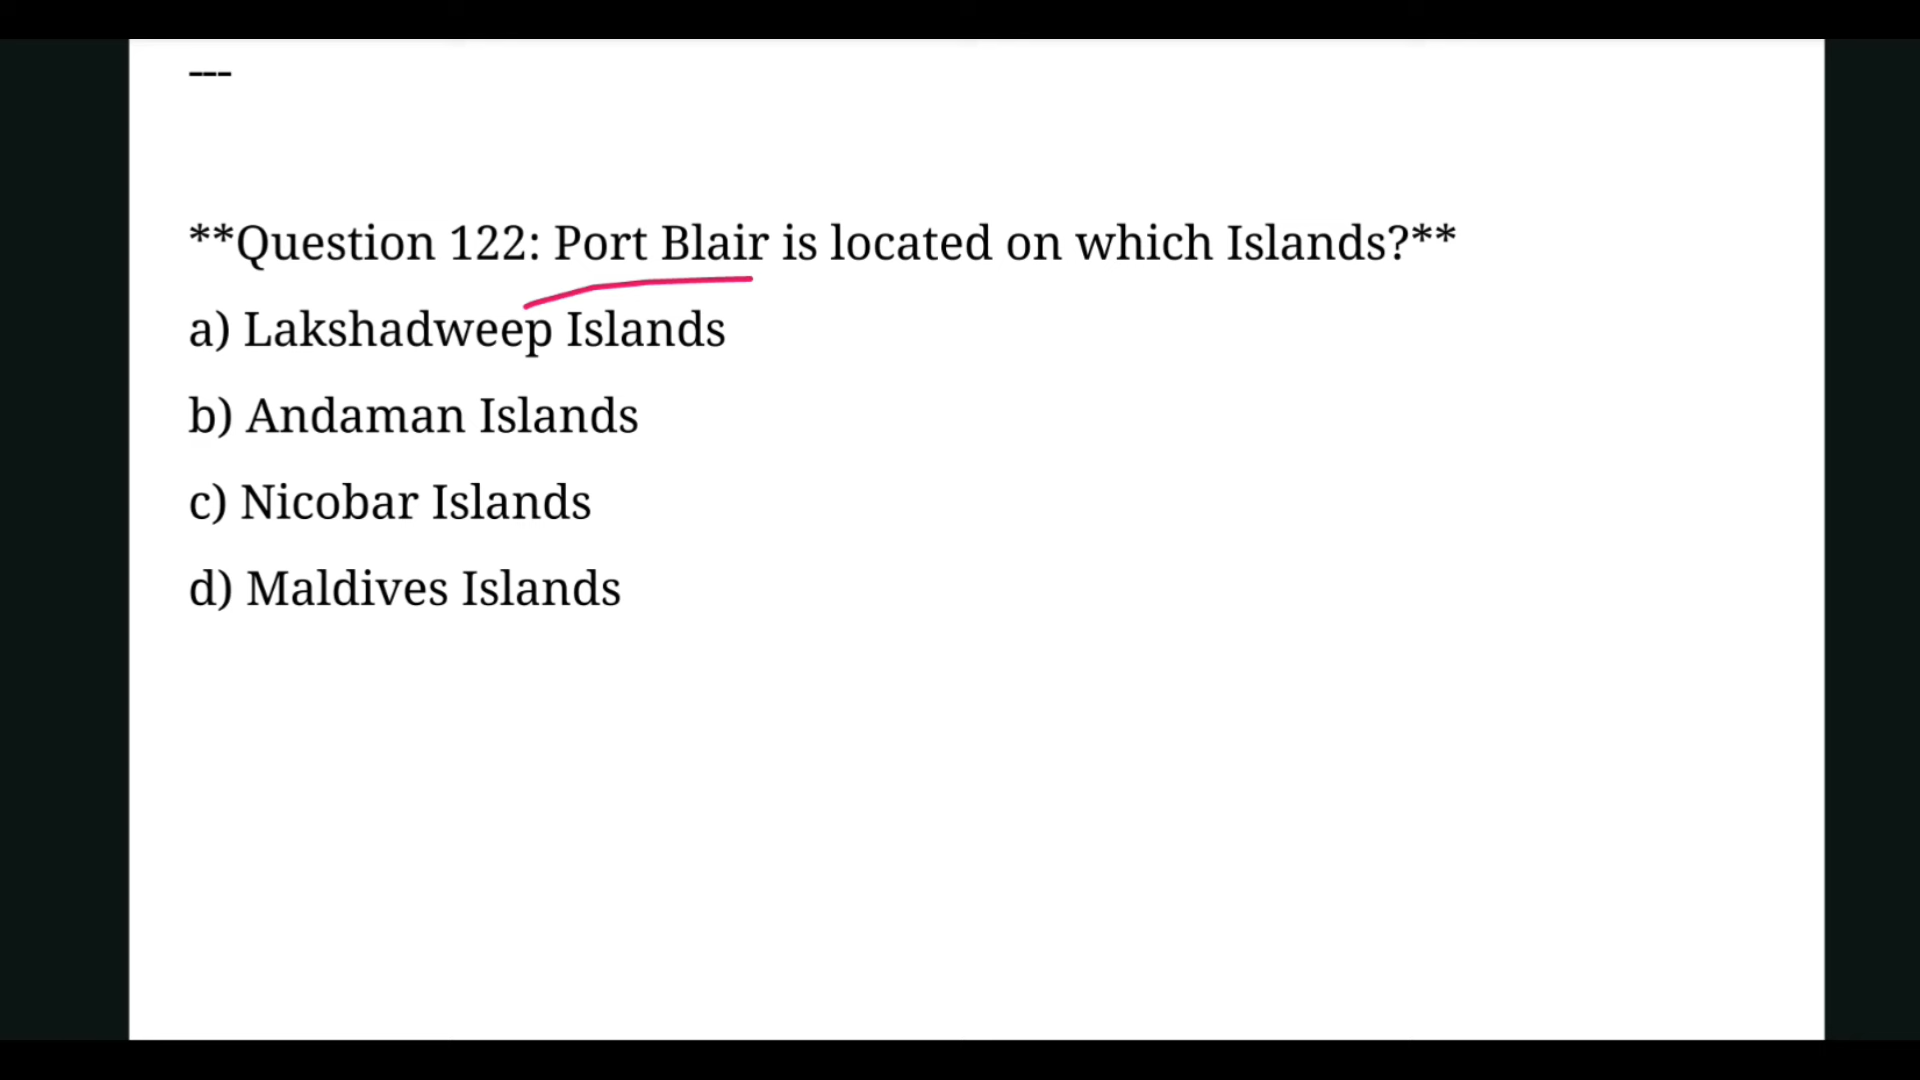 ---
**Question 122: Port Blair is located on which Islands?**
a) Lakshadweep Islands
b) Andaman Islands
c) Nicobar Islands
d) Maldives Islands